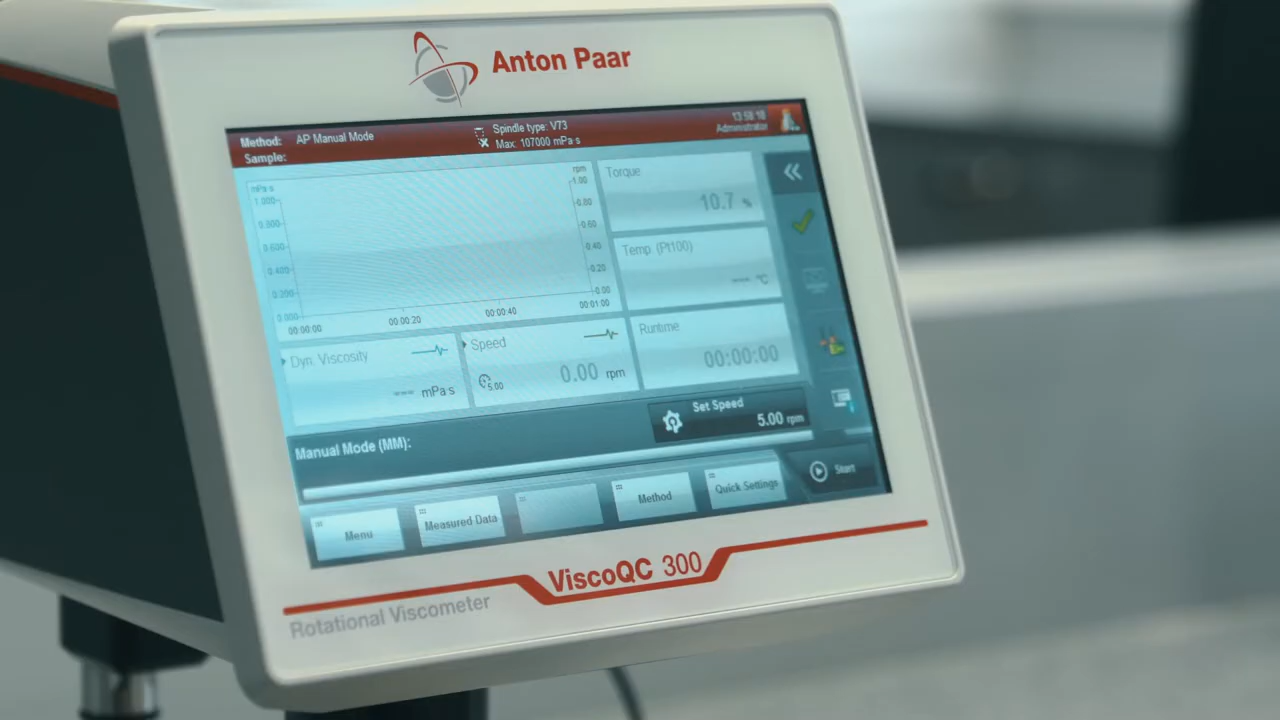 Anton Paar
Method: AP Manual Mode
Sample:
Spindle type: V73
Max: 107000 mPa s
13:58:18
Administrator
mPa s
1.000
0.800
0.600
0.400
0.200
0.000
rpm
1.00
0.80
0.60
0.40
0.20
0.00
00:00:00 00:00:20 00:00:40 00:01:00
Torque
10.7 %
Temp. (Pt100)
--- °C
Dyn. Viscosity
--- mPa s
Speed
5.00
0.00 rpm
Runtime
00:00:00
Set Speed
5.00 rpm
Manual Mode (MM):
Menu
Measured Data
Method
Quick Settings
Start
ViscoQC 300
Rotational Viscometer